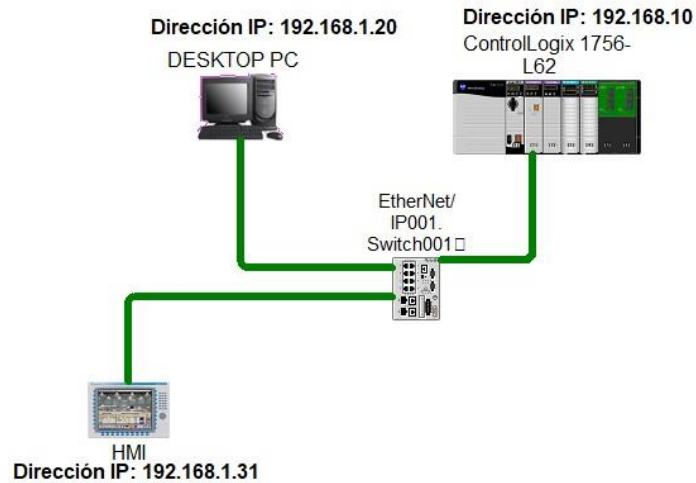 Dirección IP: 192.168.1.20
DESKTOP PC
Dirección IP: 192.168.10
ControlLogix 1756-
L62
EtherNet/
IP001.
Switch001□
HMI
Dirección IP: 192.168.1.31